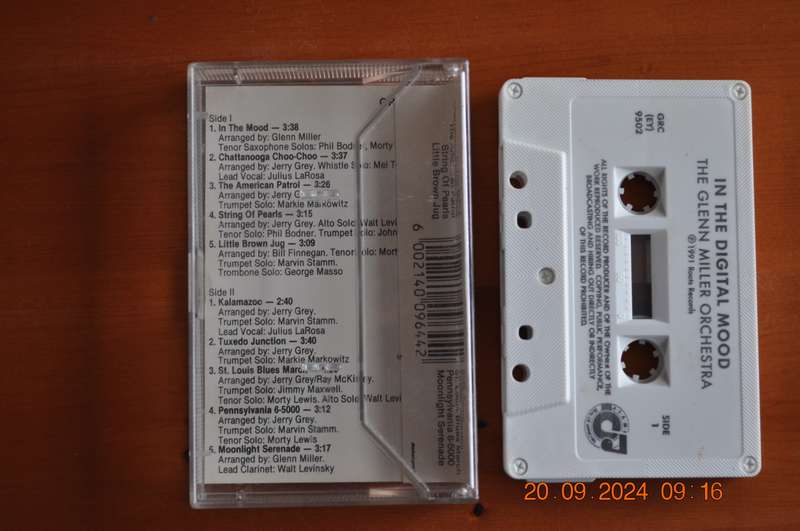 Side I
1. In The Mood — 3:38
Arranged by: Glenn Miller
Tenor Saxophone Solos: Phil Bodner, Morty
2. Chattanooga Choo-Choo — 3:37
Arranged by: Jerry Grey. Whistle Solo: Mel
Lead Vocal: Julius LaRosa
3. The American Patrol — 3:26
Arranged by: Jerry
Trumpet Solo: Markie Markowitz
4. String Of Pearls — 3:15
Arranged by: Jerry Grey. Alto Solo: Walt
Tenor Solo: Phil Bodner. Trumpet Solo: John
5. Little Brown Jug — 3:09
Arranged by: Bill Finnegan. Tenor Solo:
Trumpet Solo: Marvin Stamm.
Trombone Solo: George Masso
Side II
1. Kalamazoc — 2:40
Arranged by: Jerry Grey.
Trumpet Solo: Marvin Stamm.
Lead Vocal: Julius LaRosa
2. Tuxedo Junction — 3:40
Arranged by: Jerry Grey.
Trumpet Solo: Markie Markowitz
3. St. Louis Blues March
Arranged by: Jerry Grey/Ray McKinley.
Trumpet Solo: Jimmy Maxwell.
Tenor Solo: Morty Lewis. Alto Solo: Walt
4. Pennsylvania 6-5000 — 3:12
Arranged by: Jerry Grey.
Trumpet Solo: Marvin Stamm.
Tenor Solo: Morty Lewis
5. Moonlight Serenade — 3:17
Arranged by: Glenn Miller.
Lead Clarinet: Walt Levinsky
String Of Pearls
Little Brown Jug
6 002140 096442
Pennsylvania 6-5000
Moonlight Serenade
IN THE DIGITAL MOOD
THE GLENN MILLER ORCHESTRA
℗ 1991 Roots Records
GRC
(EY)
9502
SIDE
1
ALL RIGHTS OF THE RECORD PRODUCER AND OF THE OWNER OF THE
WORK REPRODUCED RESERVED. COPYING, PUBLIC PERFORMANCE,
BROADCASTING AND HIRING OUT DIRECTLY OR INDIRECTLY
OF THIS RECORD PROHIBITED.
20.09.2024 09:16